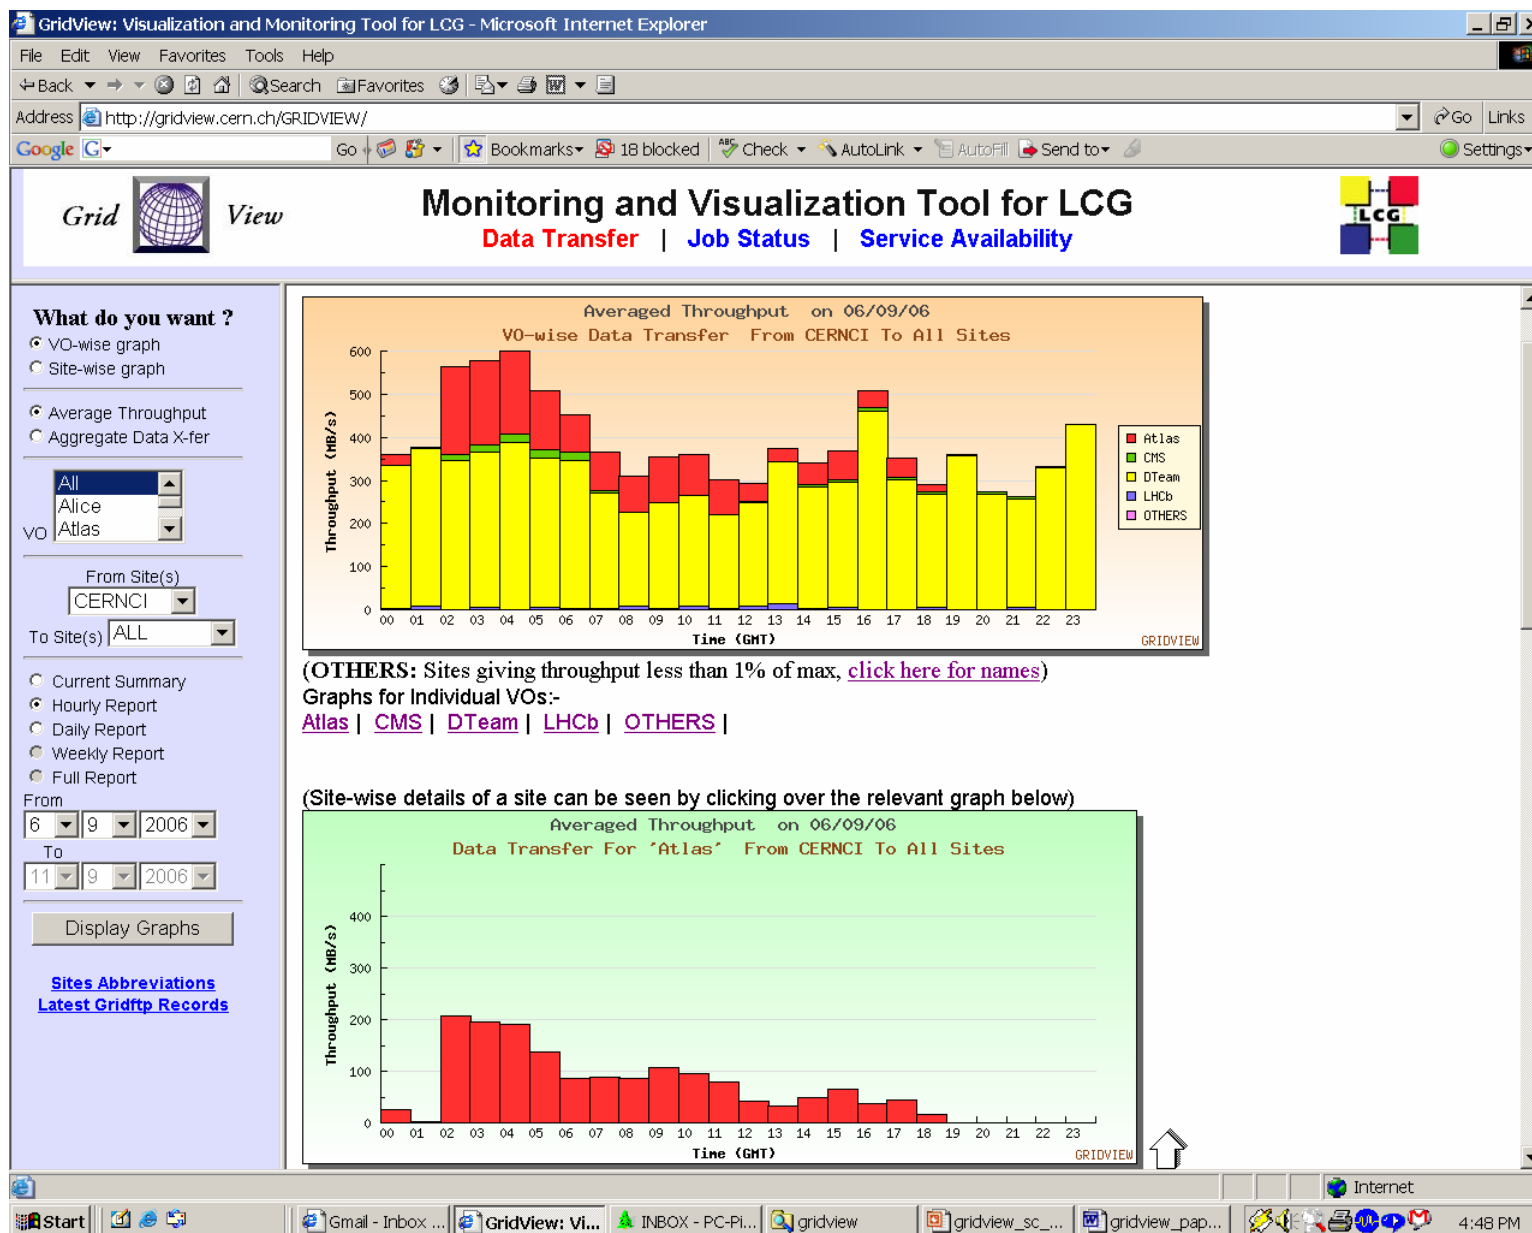 GridView: Visualization and Monitoring Tool for LCG - Microsoft Internet Explorer
File Edit View Favorites Tools Help
Back Search Favorites
Address http://gridview.cern.ch/GRIDVIEW/ Go Links
Google G Go Bookmarks 18 blocked ABC Check AutoLink AutoFill Send to Settings
Grid View
Monitoring and Visualization Tool for LCG
Data Transfer | Job Status | Service Availability
LCG
What do you want ?
VO-wise graph
Site-wise graph
Average Throughput
Aggregate Data X-fer
VO
All
Alice
Atlas
From Site(s)
CERNCI
To Site(s) ALL
Current Summary
Hourly Report
Daily Report
Weekly Report
Full Report
From
6 9 2006
To
11 9 2006
Display Graphs
Sites Abbreviations
Latest Gridftp Records
Averaged Throughput on 06/09/06
VO-wise Data Transfer From CERNCI To All Sites
Throughput (MB/s)
600
500
400
300
200
100
0
00 01 02 03 04 05 06 07 08 09 10 11 12 13 14 15 16 17 18 19 20 21 22 23
Time (GMT)
Atlas
CMS
DTeam
LHCb
OTHERS
GRIDVIEW
(OTHERS: Sites giving throughput less than 1% of max, click here for names)
Graphs for Individual VOs:-
Atlas | CMS | DTeam | LHCb | OTHERS |
(Site-wise details of a site can be seen by clicking over the relevant graph below)
Averaged Throughput on 06/09/06
Data Transfer For 'Atlas' From CERNCI To All Sites
Throughput (MB/s)
400
300
200
100
0
00 01 02 03 04 05 06 07 08 09 10 11 12 13 14 15 16 17 18 19 20 21 22 23
Time (GMT)
GRIDVIEW
Internet
Start Gmail - Inbox ... GridView: Vi... INBOX - PC-Pi... gridview gridview_sc_... gridview_pap... 4:48 PM